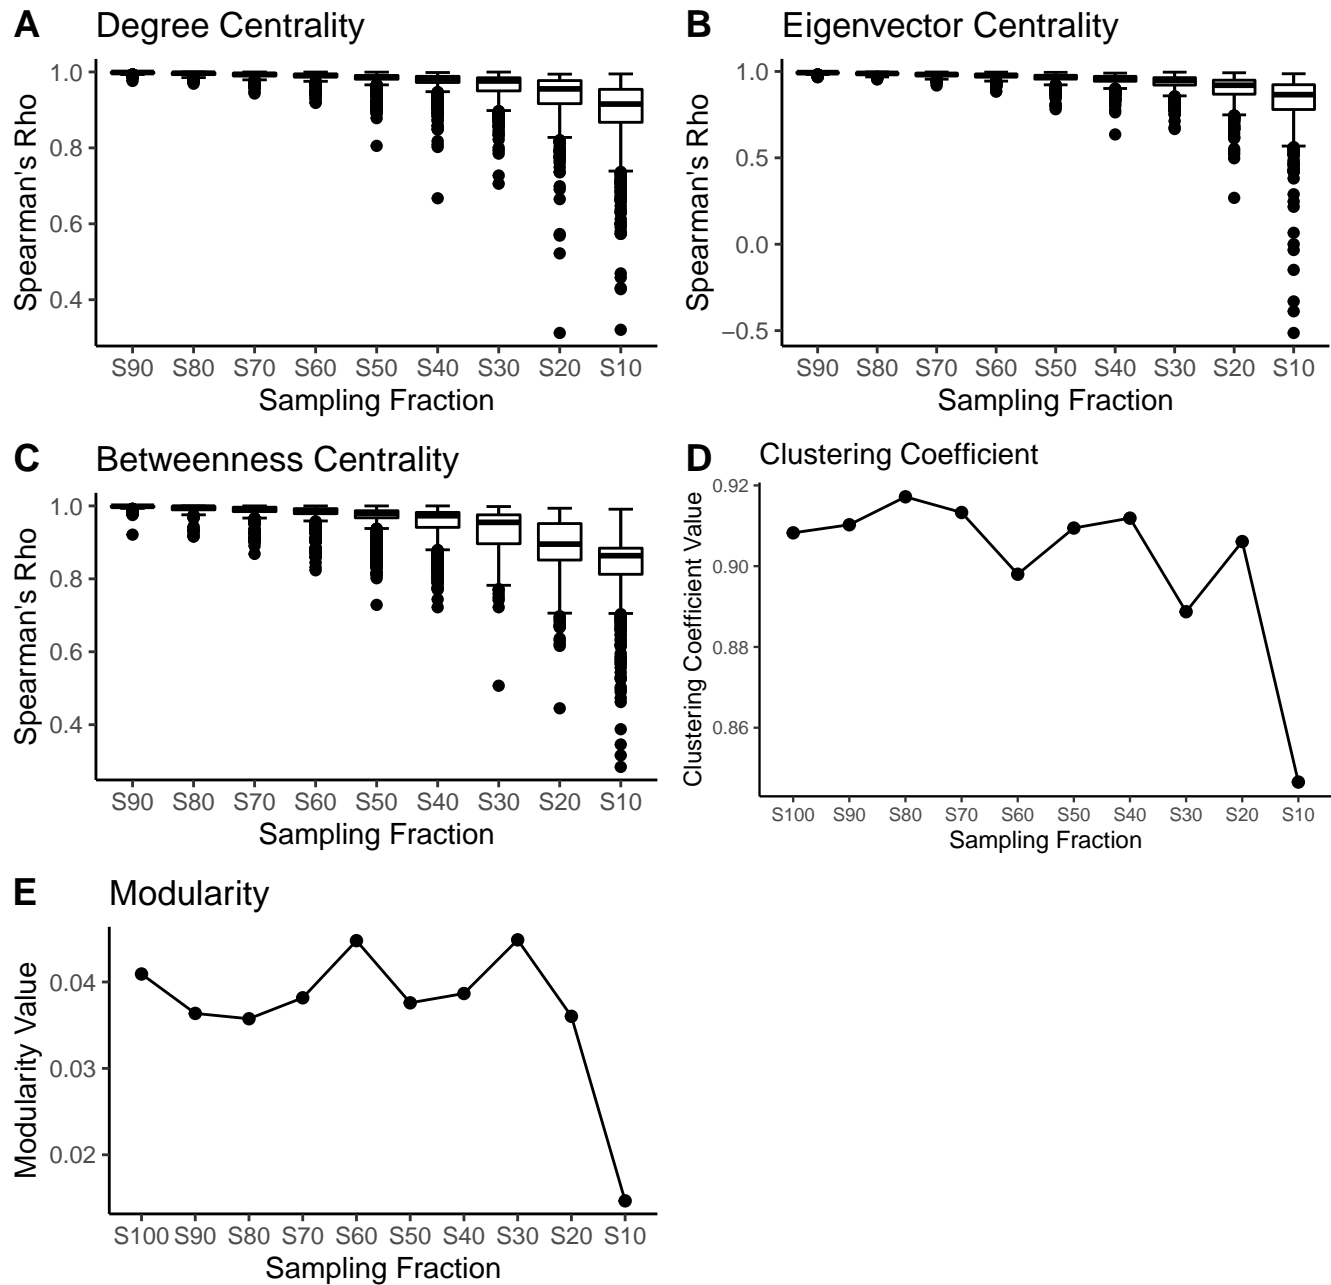 A Degree Centrality
Spearman's Rho
1.0
0.8
0.6
0.4
S90 S80 S70 S60 S50 S40 S30 S20 S10
Sampling Fraction
B Eigenvector Centrality
Spearman's Rho
1.0
0.5
0.0
−0.5
S90 S80 S70 S60 S50 S40 S30 S20 S10
Sampling Fraction
C Betweenness Centrality
Spearman's Rho
1.0
0.8
0.6
0.4
S90 S80 S70 S60 S50 S40 S30 S20 S10
Sampling Fraction
D Clustering Coefficient
Clustering Coefficient Value
0.92
0.90
0.88
0.86
S100 S90 S80 S70 S60 S50 S40 S30 S20 S10
Sampling Fraction
E Modularity
Modularity Value
0.04
0.03
0.02
S100 S90 S80 S70 S60 S50 S40 S30 S20 S10
Sampling Fraction